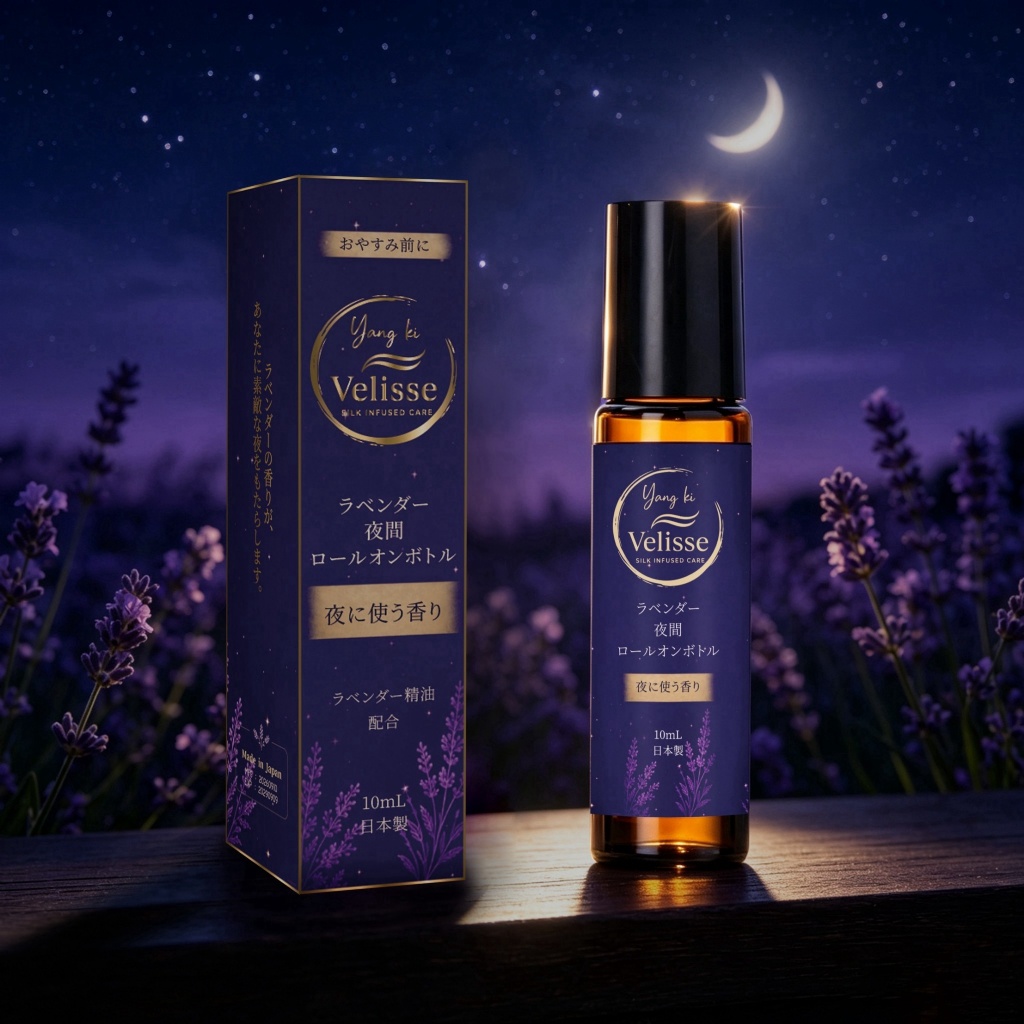 おやすみ前に
Yang ki
Velisse
SILK INFUSED CARE
ラベンダー
夜間
ロールオンボトル
夜に使う香り
ラベンダー精油
配合
10mL
日本製
ラベンダーの香りが、
あなたに素敵な夜をもたらします。
Made in Japan
Yang ki
Velisse
SILK INFUSED CARE
ラベンダー
夜間
ロールオンボトル
夜に使う香り
10mL
日本製